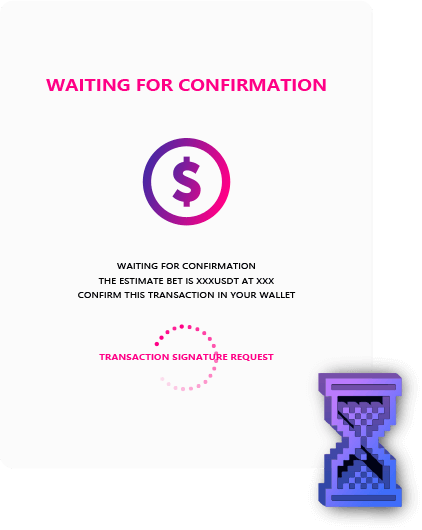 WAITING FOR CONFIRMATION
$
WAITING FOR CONFIRMATION
THE ESTIMATE BET IS XXXUSDT AT XXX
CONFIRM THIS TRANSACTION IN YOUR WALLET
TRANSACTION SIGNATURE REQUEST